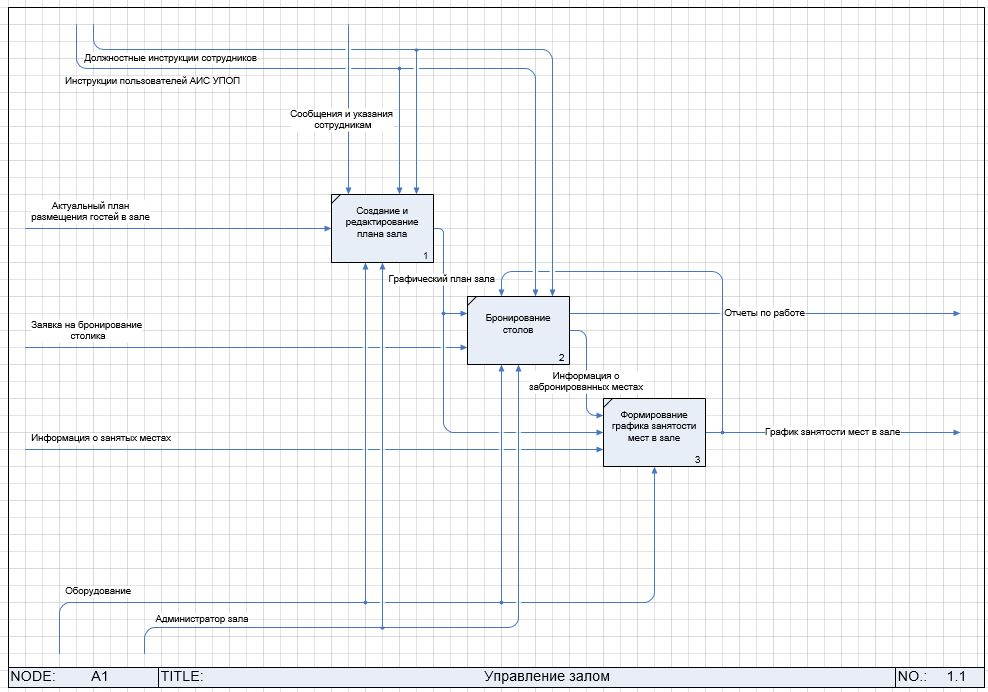 Должностные инструкции сотрудников
Инструкции пользователей АИС УПОП
Сообщения и указания
сотрудникам
Актуальный план
размещения гостей в зале
Создание и
редактирование
плана зала
1
Графический план зала
Заявка на бронирование
столика
Бронирование
столов
2
Отчеты по работе
Информация о
забронированных местах
Информация о занятых местах
Формирование
графика занятости
мест в зале
3
График занятости мест в зале
Оборудование
Администратор зала
NODE: A1 TITLE: Управление залом NO.: 1.1